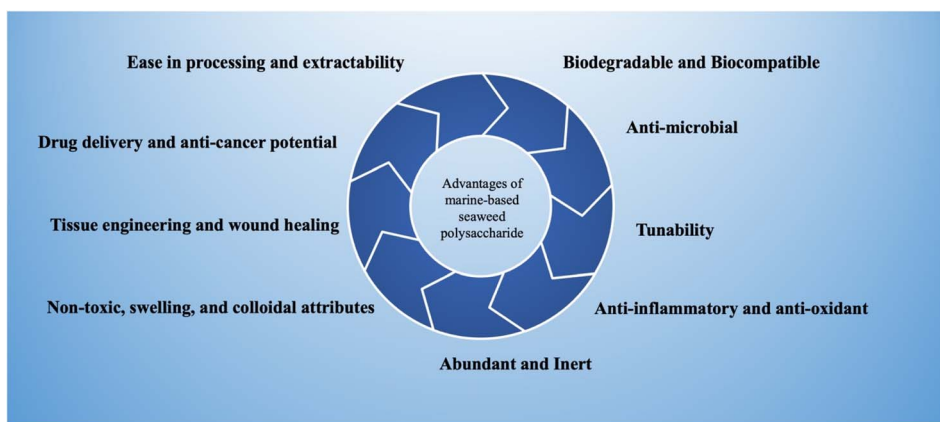 Ease in processing and extractability
Biodegradable and Biocompatible
Drug delivery and anti-cancer potential
Anti-microbial
Advantages of
marine-based
seaweed
polysaccharide
Tissue engineering and wound healing
Tunability
Non-toxic, swelling, and colloidal attributes
Anti-inflammatory and anti-oxidant
Abundant and Inert